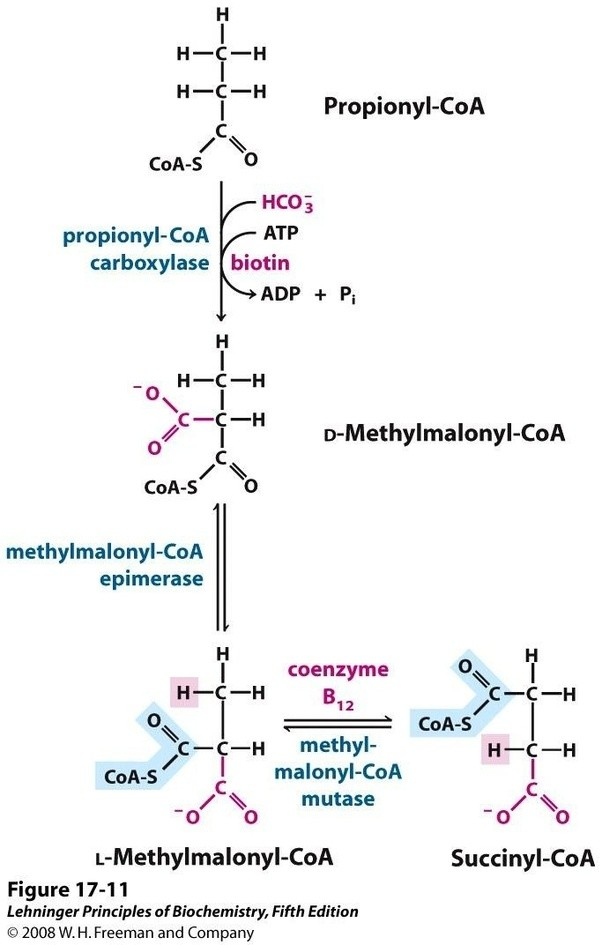 H
H—C—H
H—C—H
C
CoA-S O
Propionyl-CoA
HCO₃⁻
propionyl-CoA ATP
carboxylase biotin
ADP + Pᵢ
H
⁻O H—C—H
C—C—H
O C
CoA-S O
D-Methylmalonyl-CoA
methylmalonyl-CoA
epimerase
H
H—C—H
O
C—C—H
CoA-S C
⁻O O
L-Methylmalonyl-CoA
coenzyme
B₁₂
methyl-
malonyl-CoA
mutase
O H
C—C—H
CoA-S
H—C—H
C
⁻O O
Succinyl-CoA
Figure 17-11
Lehninger Principles of Biochemistry, Fifth Edition
© 2008 W. H. Freeman and Company